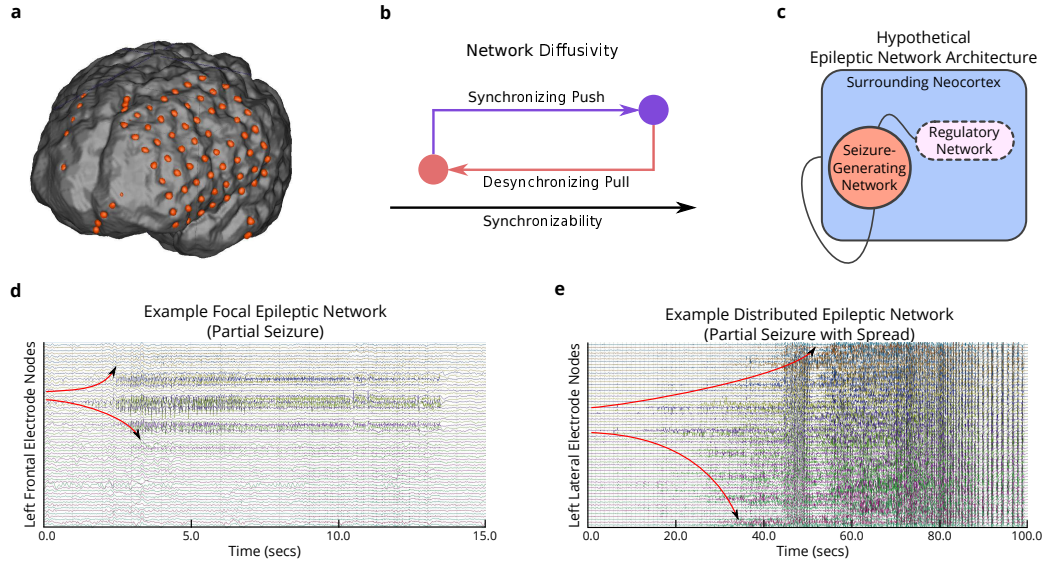 a
b
Network Diffusivity
Synchronizing Push
Desynchronizing Pull
Synchronizability
c
Hypothetical
Epileptic Network Architecture
Surrounding Neocortex
Regulatory
Network
Seizure-
Generating
Network
d
Example Focal Epileptic Network
(Partial Seizure)
Left Frontal Electrode Nodes
0.0 5.0 10.0 15.0
Time (secs)
e
Example Distributed Epileptic Network
(Partial Seizure with Spread)
Left Lateral Electrode Nodes
0.0 20.0 40.0 60.0 80.0 100.0
Time (secs)